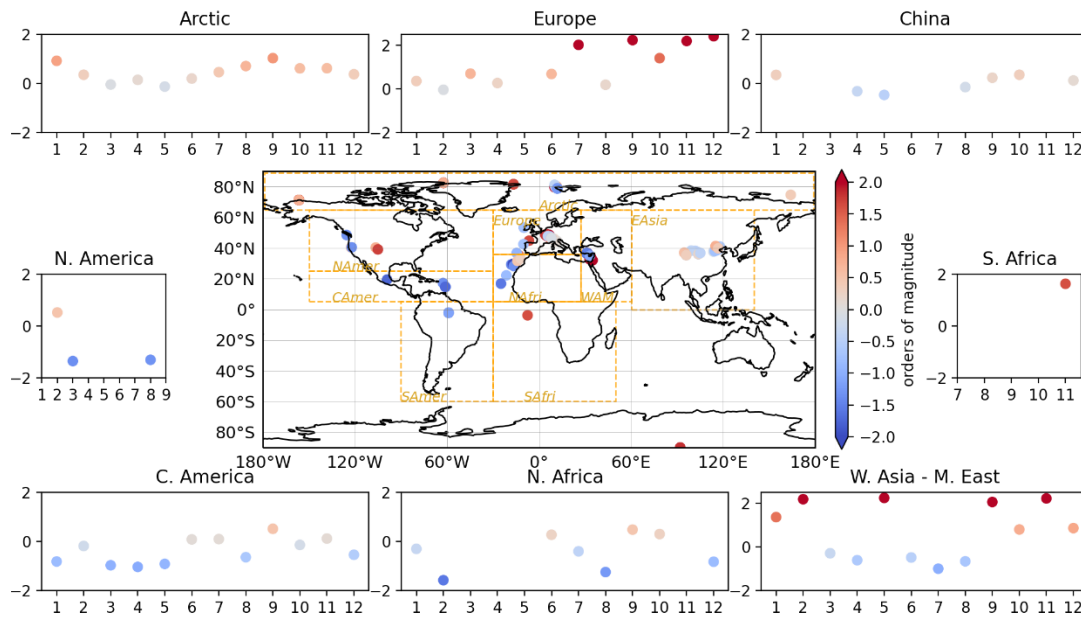 Arctic
Europe
China
2
0
−2
1 2 3 4 5 6 7 8 9 10 11 12
2
0
−2
1 2 3 4 5 6 7 8 9 10 11 12
2
0
−2
1 2 3 4 5 6 7 8 9 10 11 12
N. America
2
0
−2
1 2 3 4 5 6 7 8 9
80°N
60°N
40°N
20°N
0°
20°S
40°S
60°S
80°S
180°W 120°W 60°W 0° 60°E 120°E 180°E
Arctic
Europe
EAsia
NAmer
CAmer
NAfri
WAM
SAmer
SAfri
2.0
1.5
1.0
0.5
0.0
−0.5
−1.0
−1.5
−2.0
orders of magnitude
S. Africa
2
0
−2
7 8 9 10 11
C. America
N. Africa
W. Asia - M. East
2
0
−2
1 2 3 4 5 6 7 8 9 10 11 12
2
0
−2
1 2 3 4 5 6 7 8 9 10 11 12
2
0
−2
1 2 3 4 5 6 7 8 9 10 11 12